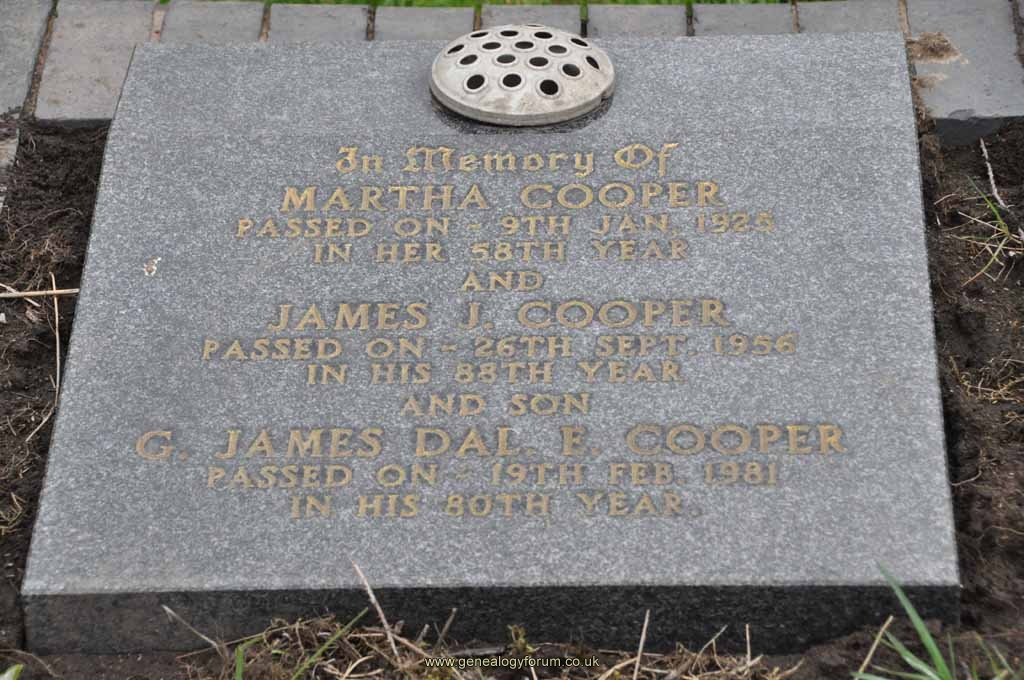 In Memory Of
MARTHA COOPER
PASSED ON - 9TH JAN. 1925
IN HER 58TH YEAR
AND
JAMES J. COOPER
PASSED ON - 26TH SEPT. 1956
IN HIS 88TH YEAR
AND SON
G. JAMES DAL. E. COOPER
PASSED ON - 19TH FEB. 1981
IN HIS 80TH YEAR.
www.genealogyforum.co.uk